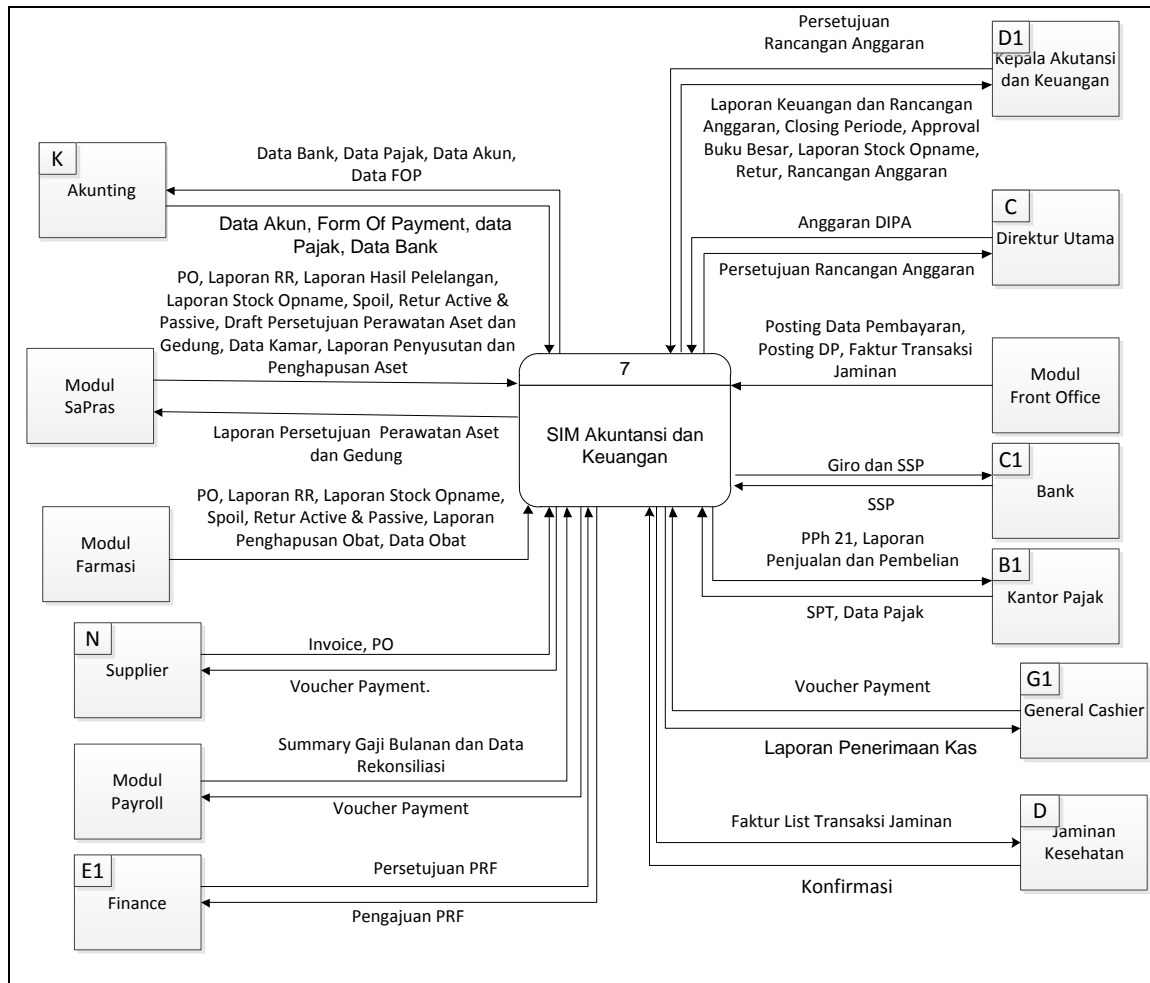 Persetujuan
Rancangan Anggaran
D1
Kepala Akutansi
dan Keuangan
Laporan Keuangan dan Rancangan
Anggaran, Closing Periode, Approval
Buku Besar, Laporan Stock Opname,
Retur, Rancangan Anggaran
K
Akunting
Data Bank, Data Pajak, Data Akun,
Data FOP
Data Akun, Form Of Payment, data
Pajak, Data Bank
C
Direktur Utama
Anggaran DIPA
Persetujuan Rancangan Anggaran
PO, Laporan RR, Laporan Hasil Pelelangan,
Laporan Stock Opname, Spoil, Retur Active &
Passive, Draft Persetujuan Perawatan Aset dan
Gedung, Data Kamar, Laporan Penyusutan dan
Penghapusan Aset
Modul
SaPras
Laporan Persetujuan Perawatan Aset
dan Gedung
7
SIM Akuntansi dan
Keuangan
Posting Data Pembayaran,
Posting DP, Faktur Transaksi
Jaminan
Modul
Front Office
Giro dan SSP
SSP
C1
Bank
PO, Laporan RR, Laporan Stock Opname,
Spoil, Retur Active & Passive, Laporan
Penghapusan Obat, Data Obat
Modul
Farmasi
PPh 21, Laporan
Penjualan dan Pembelian
SPT, Data Pajak
B1
Kantor Pajak
N
Supplier
Invoice, PO
Voucher Payment.
Voucher Payment
Laporan Penerimaan Kas
G1
General Cashier
Modul
Payroll
Summary Gaji Bulanan dan Data
Rekonsiliasi
Voucher Payment
Faktur List Transaksi Jaminan
Konfirmasi
D
Jaminan
Kesehatan
E1
Finance
Persetujuan PRF
Pengajuan PRF